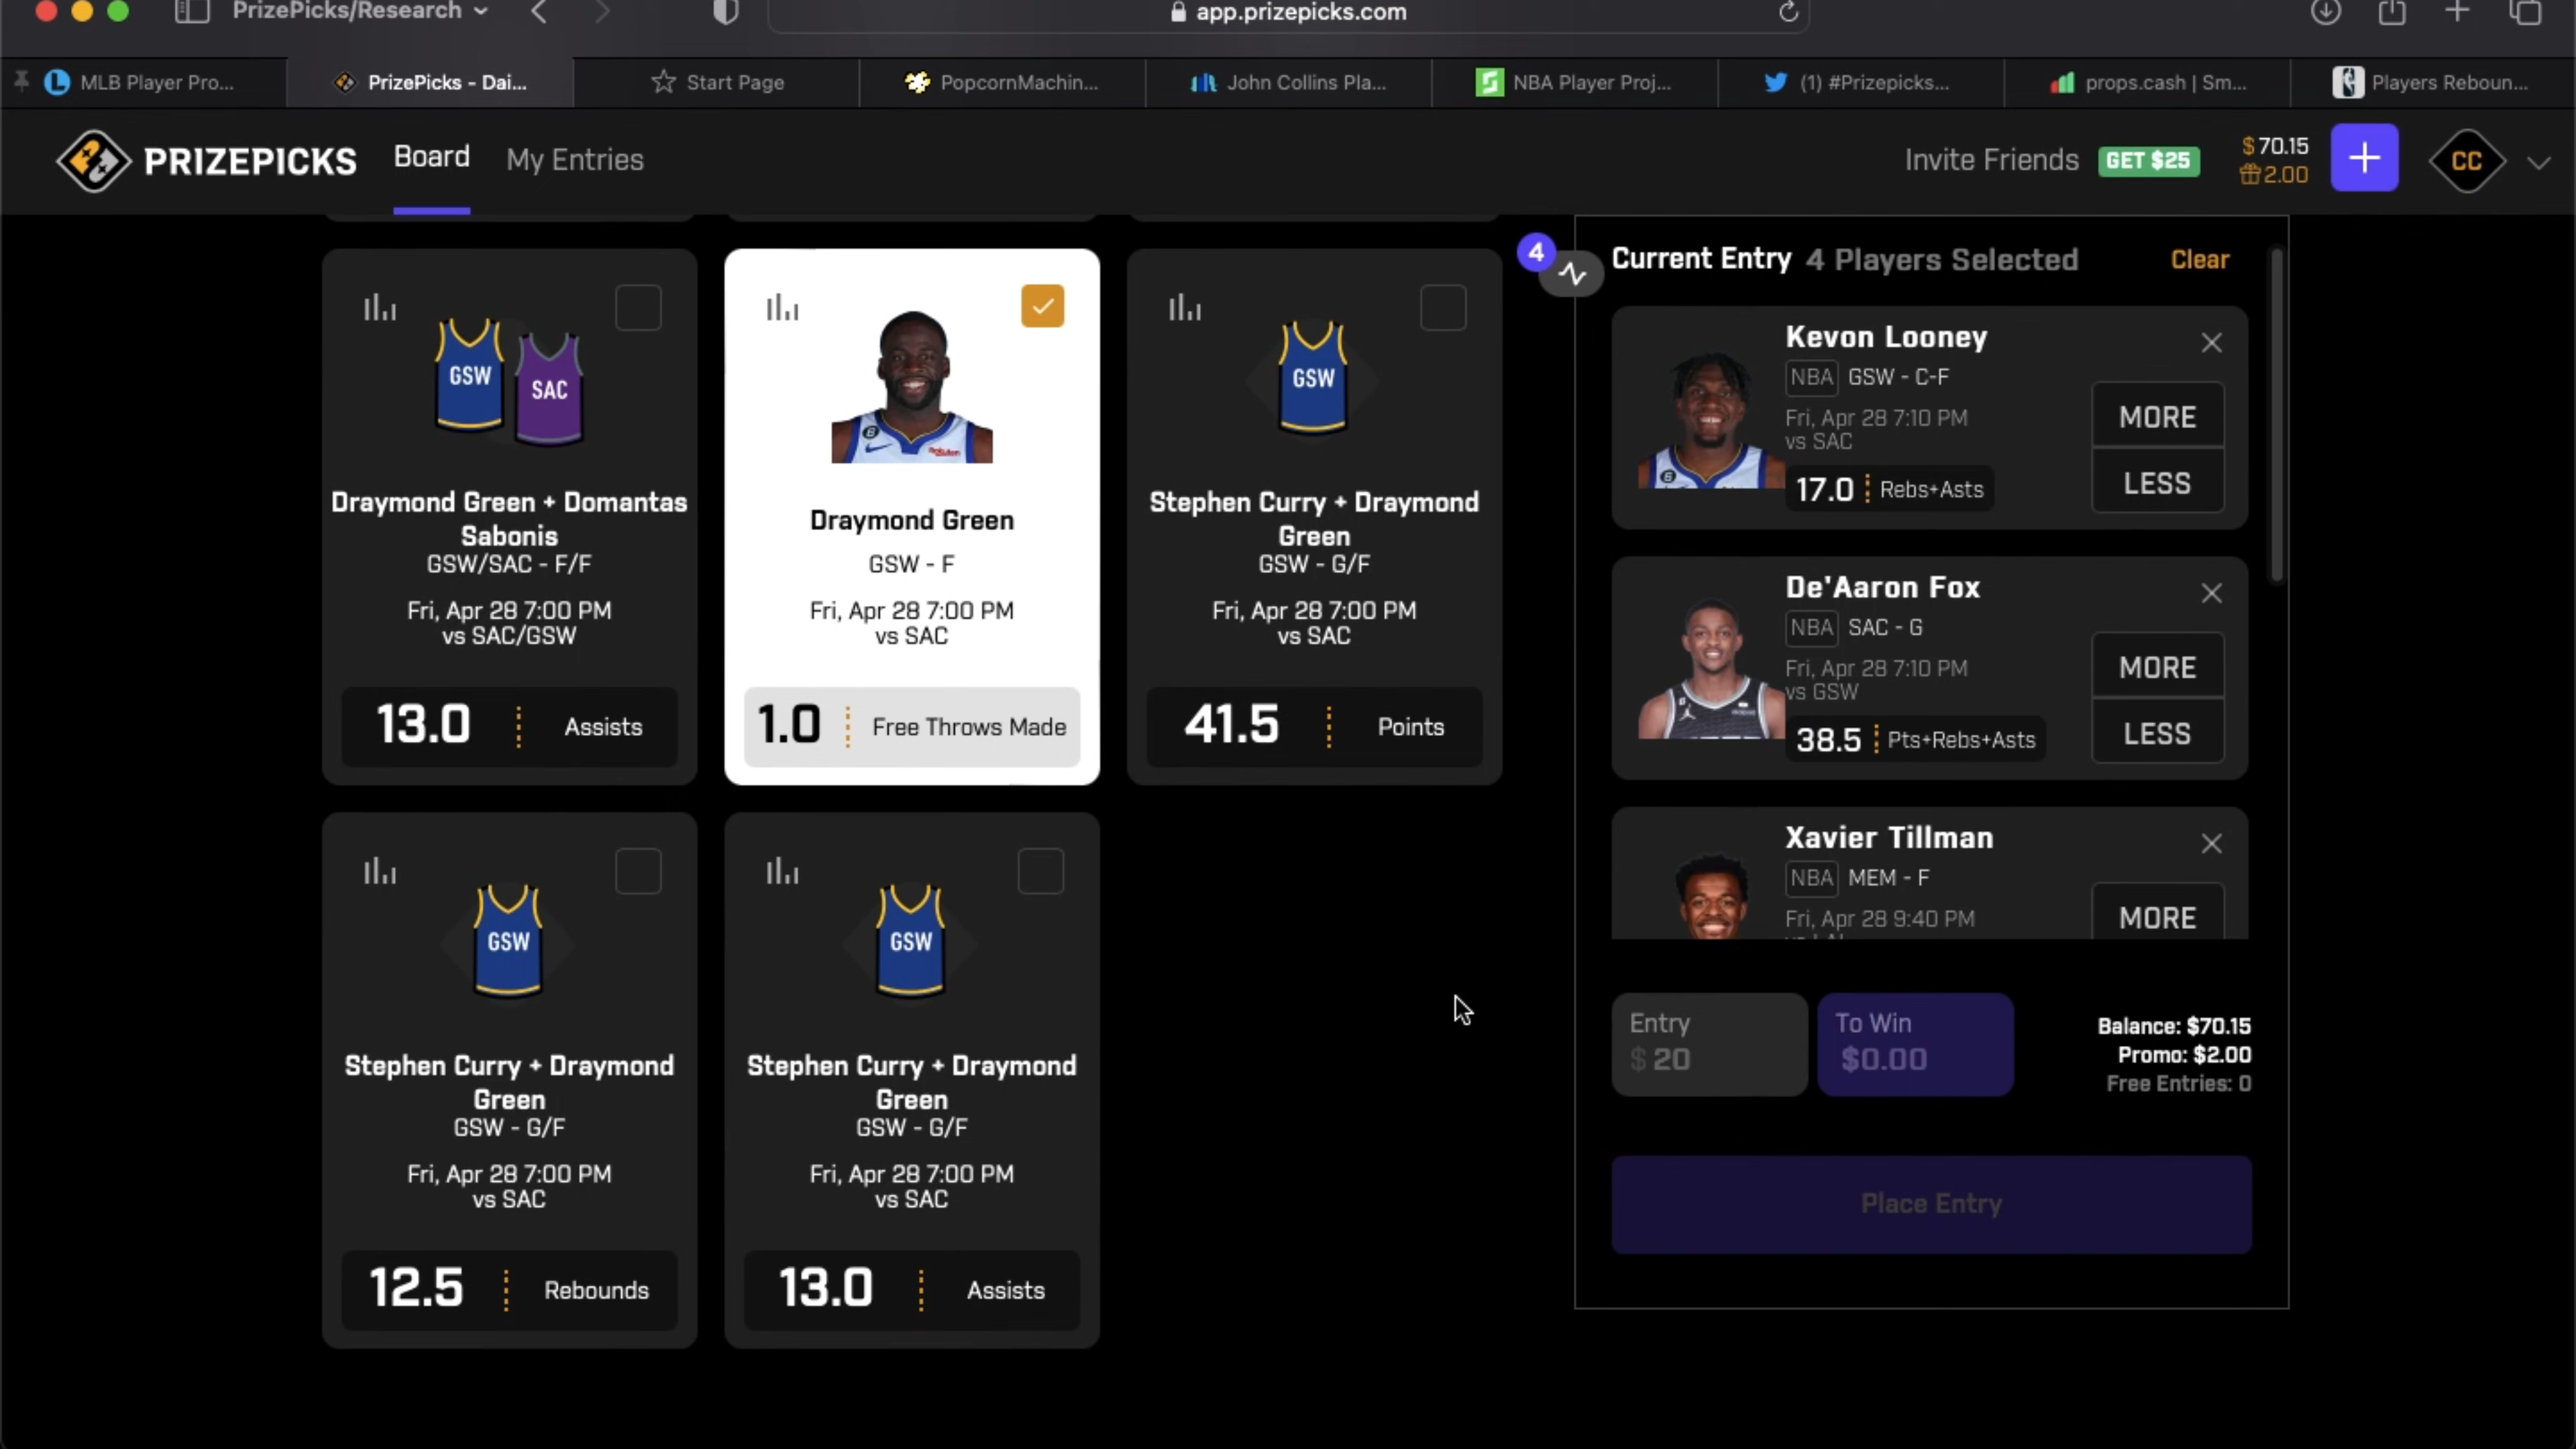 PrizePicks/Research
app.prizepicks.com
MLB Player Pro...
PrizePicks - Dai...
Start Page
PopcornMachin...
John Collins Pla...
NBA Player Proj...
(1) #Prizepicks...
props.cash | Sm...
Players Reboun...
PRIZEPICKS
Board
My Entries
Invite Friends
GET $25
$ 70.15
2.00
CC
GSW
SAC
Draymond Green + Domantas
Sabonis
GSW/SAC - F/F
Fri, Apr 28 7:00 PM
vs SAC/GSW
13.0 Assists
6
Draymond Green
GSW - F
Fri, Apr 28 7:00 PM
vs SAC
1.0 Free Throws Made
GSW
Stephen Curry + Draymond
Green
GSW - G/F
Fri, Apr 28 7:00 PM
vs SAC
41.5 Points
GSW
Stephen Curry + Draymond
Green
GSW - G/F
Fri, Apr 28 7:00 PM
vs SAC
12.5 Rebounds
GSW
Stephen Curry + Draymond
Green
GSW - G/F
Fri, Apr 28 7:00 PM
vs SAC
13.0 Assists
4
Current Entry 4 Players Selected
Clear
Kevon Looney
NBA GSW - C-F
Fri, Apr 28 7:10 PM
vs SAC
17.0 Rebs+Asts
MORE
LESS
6
De'Aaron Fox
NBA SAC - G
Fri, Apr 28 7:10 PM
vs GSW
38.5 Pts+Rebs+Asts
MORE
LESS
Xavier Tillman
NBA MEM - F
Fri, Apr 28 9:40 PM
MORE
Entry
$ 20
To Win
$0.00
Balance: $70.15
Promo: $2.00
Free Entries: 0
Place Entry